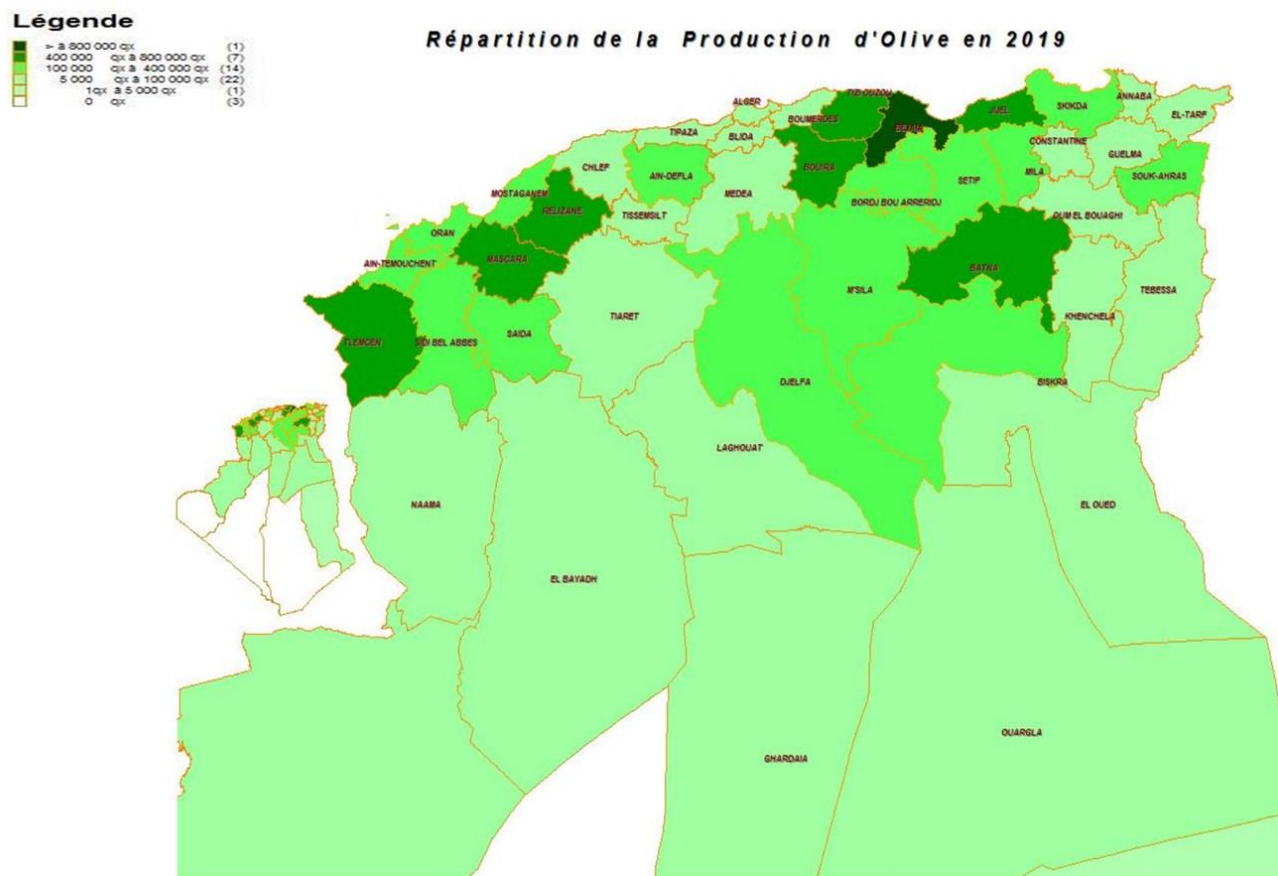 Légende
> à 800 000 qx (1)
400 000 qx à 800 000 qx (7)
100 000 qx à 400 000 qx (14)
5 000 qx à 100 000 qx (22)
1qx à 5 000 qx (1)
0 qx (3)
Répartition de la Production d'Olive en 2019
TIZI OUZOU
ALGER
BOUMERDES
BEJAIA
JIJEL
SKIKDA
ANNABA
EL-TARF
TIPAZA
BLIDA
CONSTANTINE
GUELMA
CHLEF
AIN-DEFLA
BOUIRA
SETIF
MILA
SOUK-AHRAS
MOSTAGANEM
MEDEA
BORDJ BOU ARRERIDJ
RELIZANE
TISSEMSILT
OUM EL BOUAGHI
ORAN
MASCARA
AIN-TEMOUCHENT
BATNA
M'SILA
TEBESSA
TIARET
KHENCHELA
SAIDA
TLEMCEN
SIDI BEL ABBES
DJELFA
BISKRA
LAGHOUAT
NAAMA
EL OUED
EL BAYADH
OUARGLA
GHARDAIA